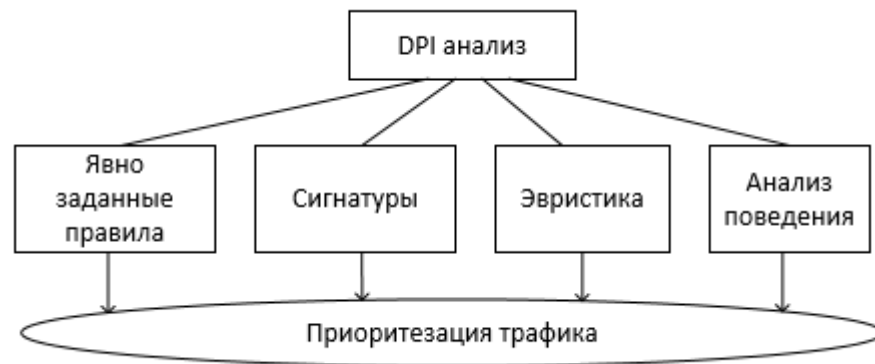 DPI анализ
Явно
заданные
правила
Сигнатуры
Эвристика
Анализ
поведения
Приоритезация трафика